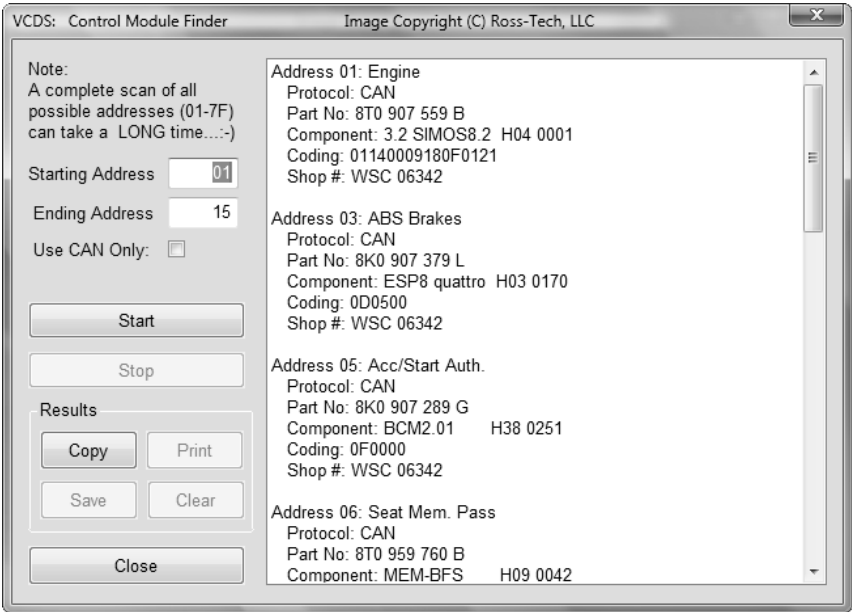 VCDS:  Control Module Finder
Image Copyright (C) Ross-Tech, LLC
Note:
A complete scan of all
possible addresses (01-7F)
can take a  LONG time...:-)
Starting Address 01
Ending Address 15
Use CAN Only:
Start
Stop
Results
Copy Print
Save Clear
Close
Address 01: Engine
Protocol: CAN
Part No: 8T0 907 559 B
Component: 3.2 SIMOS8.2  H04 0001
Coding: 01140009180F0121
Shop #: WSC 06342
Address 03: ABS Brakes
Protocol: CAN
Part No: 8K0 907 379 L
Component: ESP8 quattro  H03 0170
Coding: 0D0500
Shop #: WSC 06342
Address 05: Acc/Start Auth.
Protocol: CAN
Part No: 8K0 907 289 G
Component: BCM2.01      H38 0251
Coding: 0F0000
Shop #: WSC 06342
Address 06: Seat Mem. Pass
Protocol: CAN
Part No: 8T0 959 760 B
Component: MEM-BFS      H09 0042